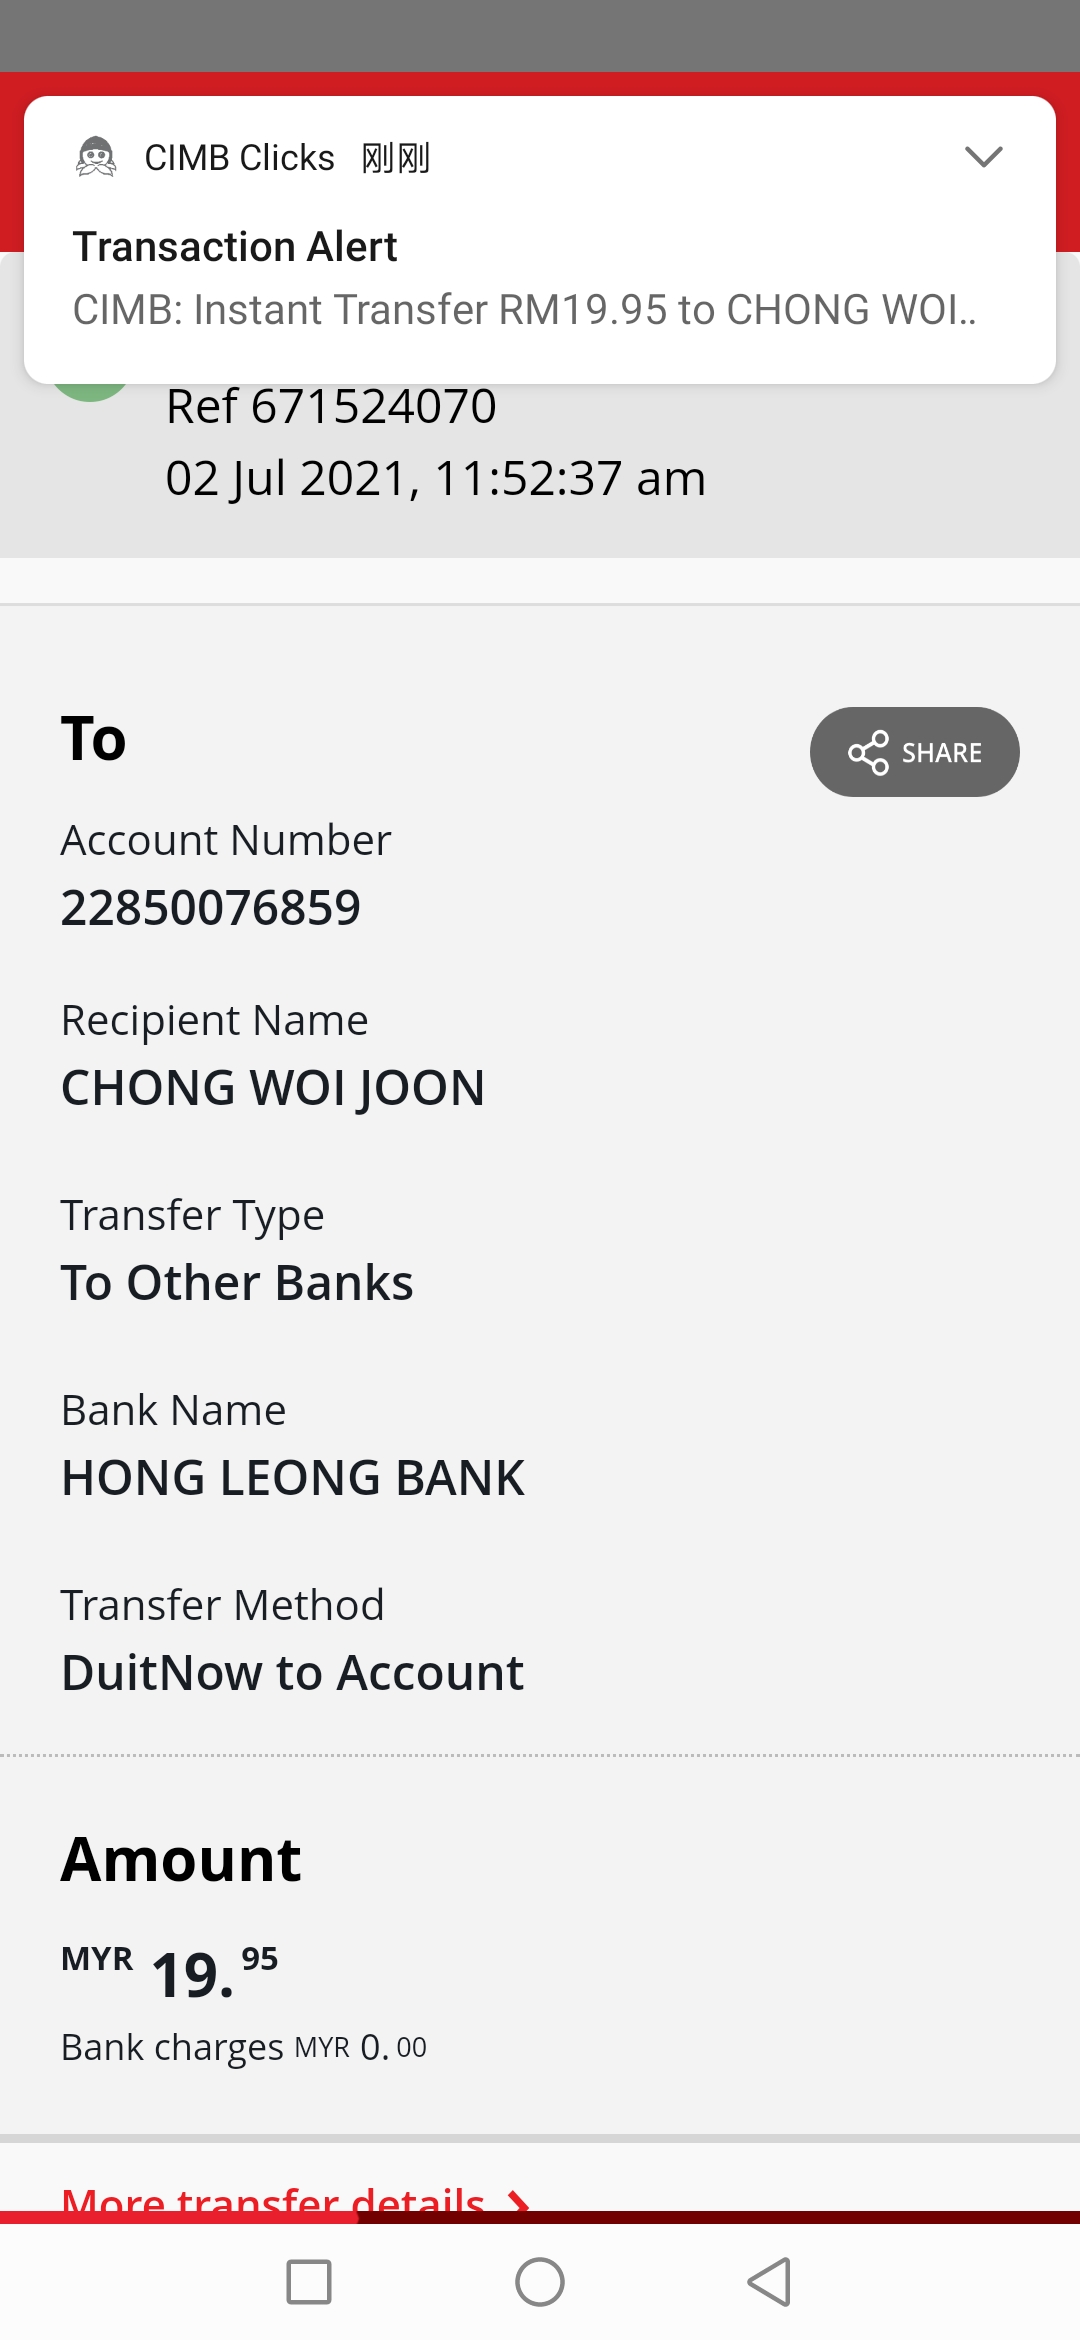 CIMB Clicks 刚刚
Transaction Alert
CIMB: Instant Transfer RM19.95 to CHONG WOI..
Ref 671524070
02 Jul 2021, 11:52:37 am
To
SHARE
Account Number
22850076859
Recipient Name
CHONG WOI JOON
Transfer Type
To Other Banks
Bank Name
HONG LEONG BANK
Transfer Method
DuitNow to Account
Amount
MYR 19.95
Bank charges MYR 0.00
More transfer details